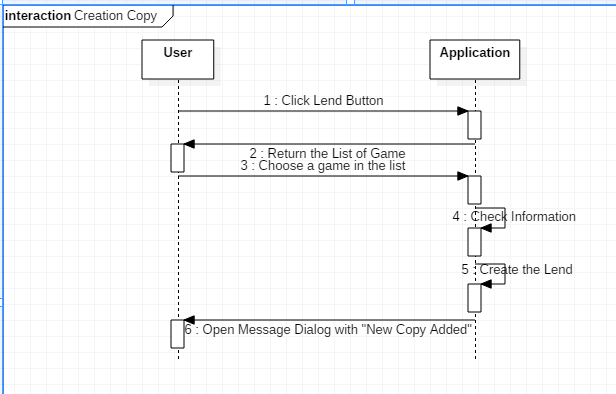 interaction Creation Copy
User
Application
1 : Click Lend Button
2 : Return the List of Game
3 : Choose a game in the list
4 : Check Information
5 : Create the Lend
6 : Open Message Dialog with "New Copy Added"